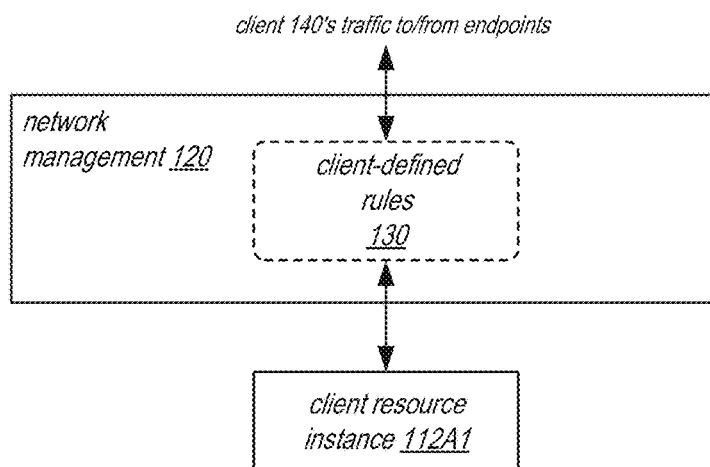 client 140's traffic to/from endpoints
network
management 120
client-defined
rules
130
client resource
instance 112A1